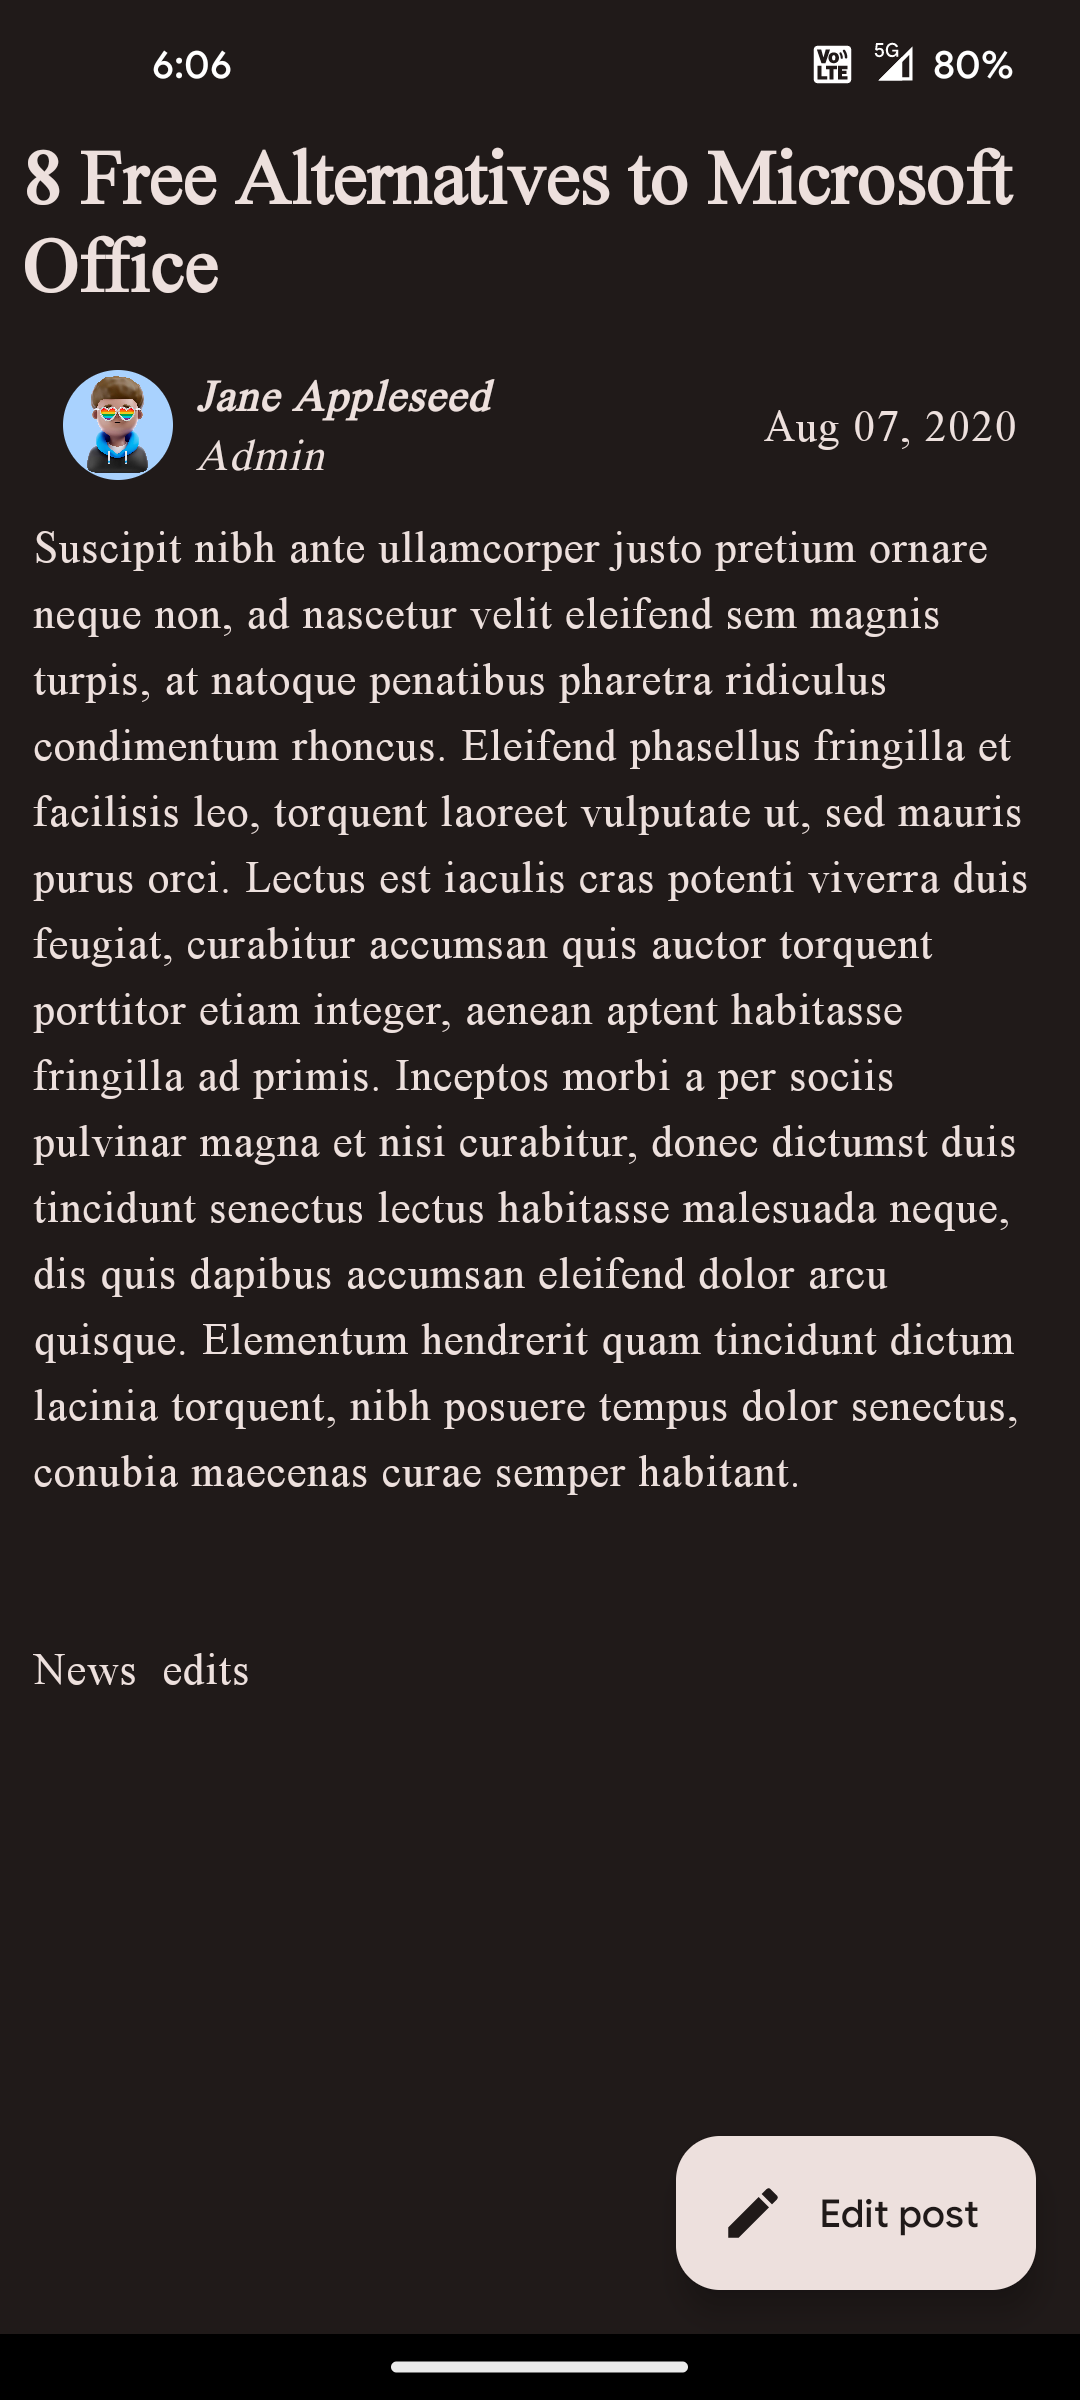 6:06
Vo LTE 5G 80%
8 Free Alternatives to Microsoft
Office
Jane Appleseed
Admin
Aug 07, 2020
Suscipit nibh ante ullamcorper justo pretium ornare
neque non, ad nascetur velit eleifend sem magnis
turpis, at natoque penatibus pharetra ridiculus
condimentum rhoncus. Eleifend phasellus fringilla et
facilisis leo, torquent laoreet vulputate ut, sed mauris
purus orci. Lectus est iaculis cras potenti viverra duis
feugiat, curabitur accumsan quis auctor torquent
porttitor etiam integer, aenean aptent habitasse
fringilla ad primis. Inceptos morbi a per sociis
pulvinar magna et nisi curabitur, donec dictumst duis
tincidunt senectus lectus habitasse malesuada neque,
dis quis dapibus accumsan eleifend dolor arcu
quisque. Elementum hendrerit quam tincidunt dictum
lacinia torquent, nibh posuere tempus dolor senectus,
conubia maecenas curae semper habitant.
News edits
Edit post